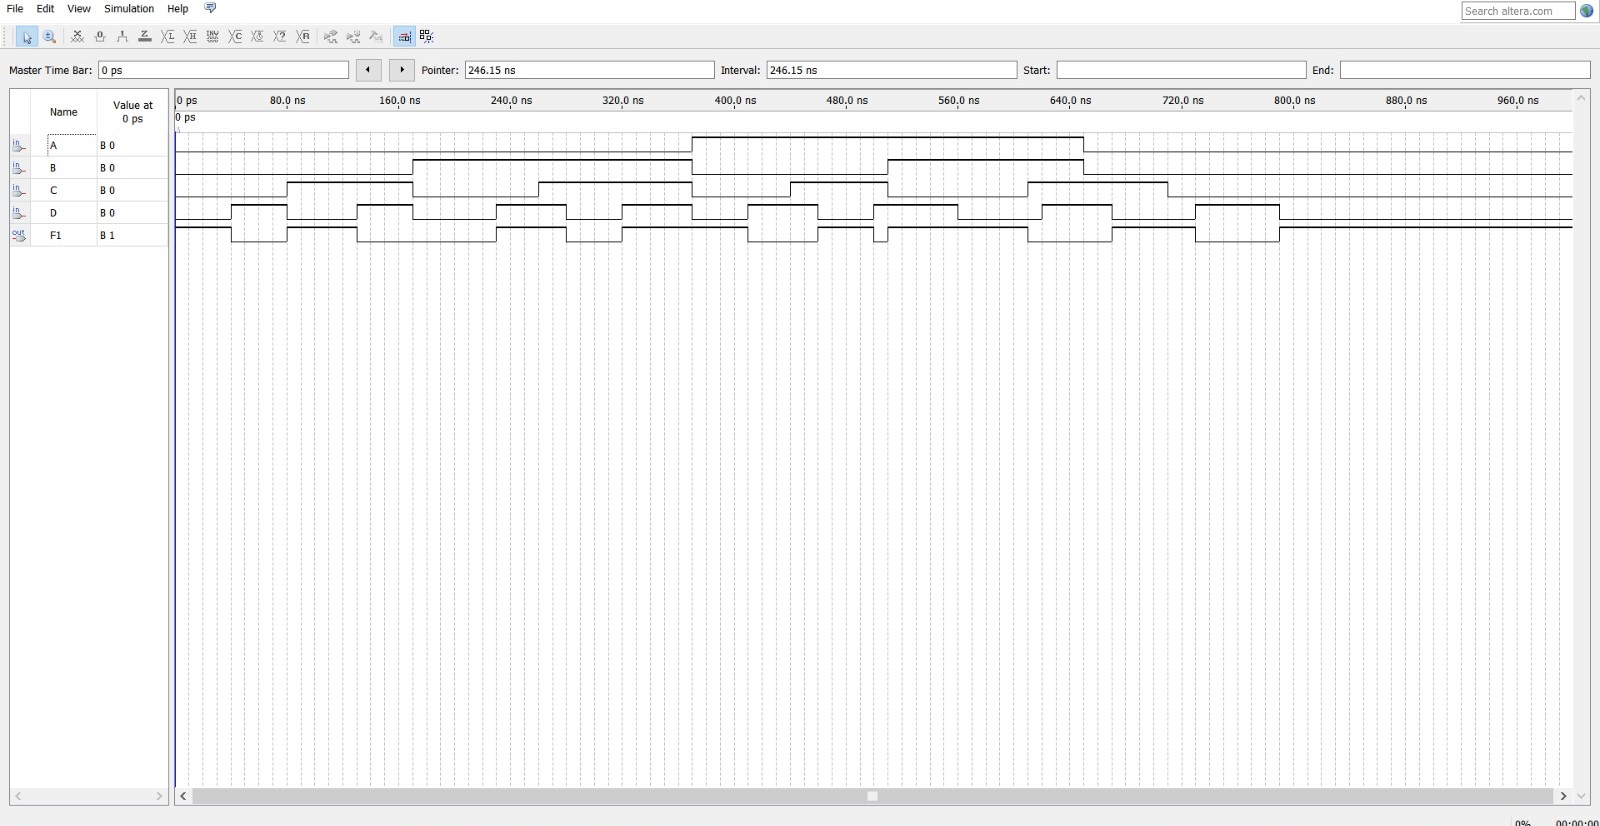 File Edit View Simulation Help
Search altera.com
Master Time Bar: 0 ps Pointer: 246.15 ns Interval: 246.15 ns Start: End:
Name Value at 0 ps
0 ps 80.0 ns 160.0 ns 240.0 ns 320.0 ns 400.0 ns 480.0 ns 560.0 ns 640.0 ns 720.0 ns 800.0 ns 880.0 ns 960.0 ns
0 ps
in A B 0
in B B 0
in C B 0
in D B 0
out F1 B 1
0% 00:00:00